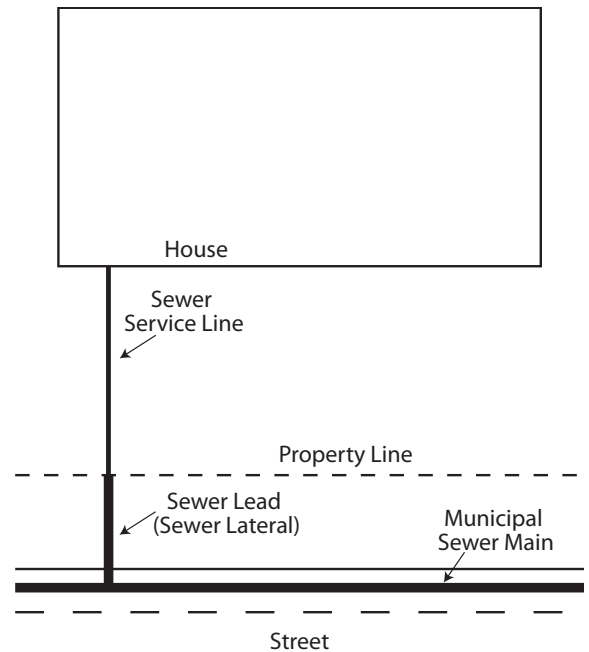 House
Sewer
Service Line
Property Line
Sewer Lead
(Sewer Lateral)
Municipal
Sewer Main
Street